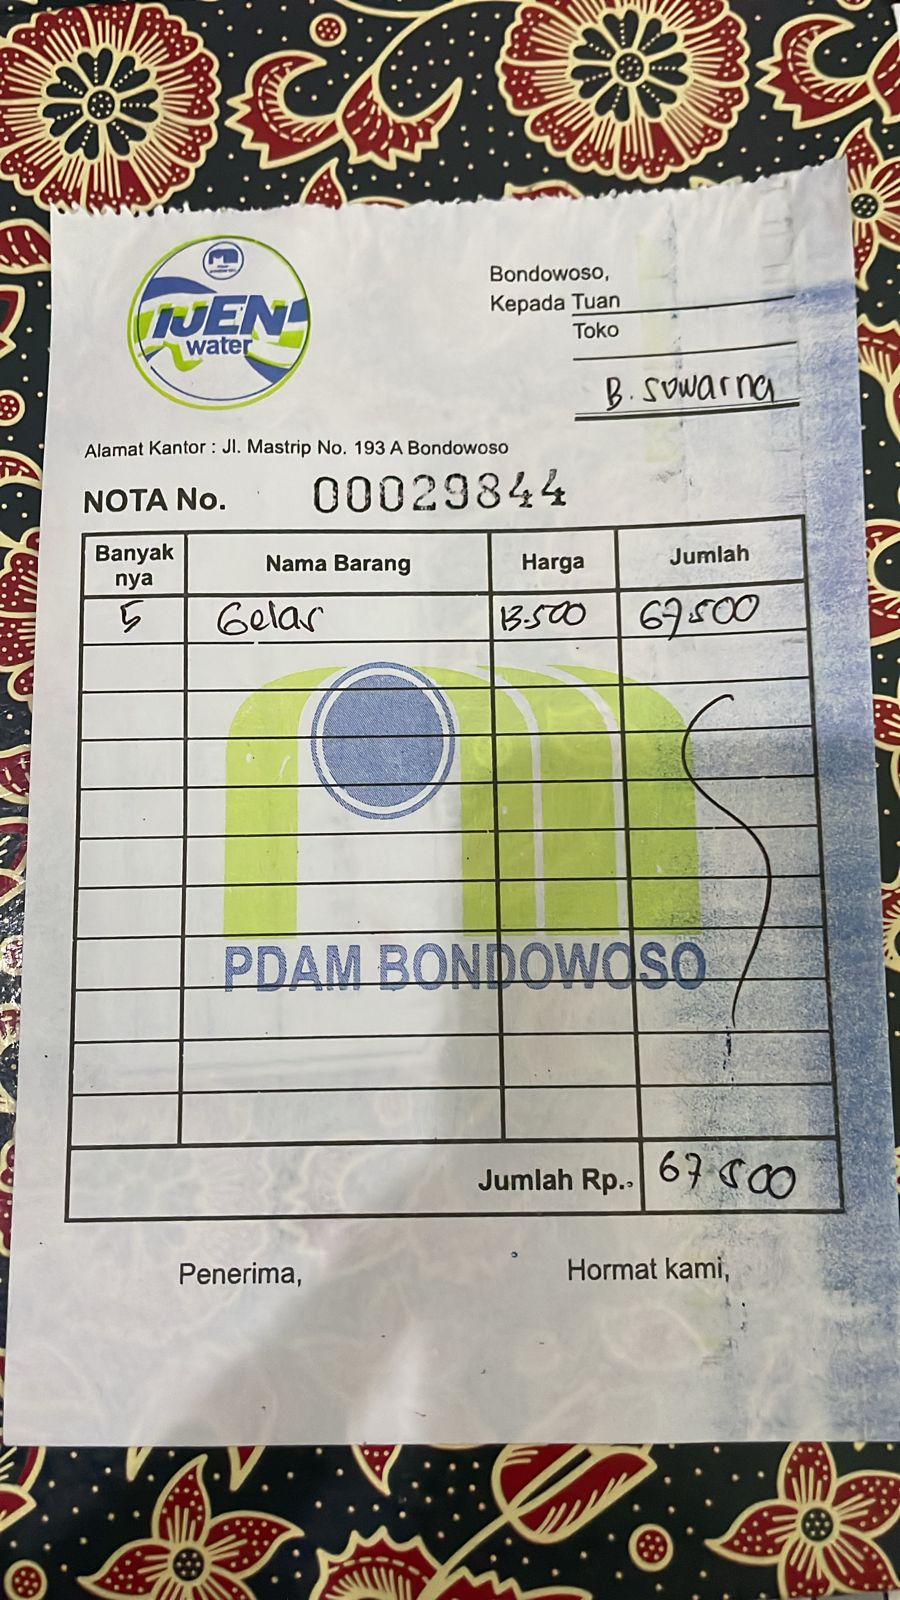 IJEN
water
Bondowoso,
Kepada Tuan
Toko
B. Suwarna
Alamat Kantor : Jl. Mastrip No. 193 A Bondowoso
NOTA No. 00029844
Banyak nya Nama Barang Harga Jumlah
5 Gelar 13.500 67.500
PDAM BONDOWOSO
Jumlah Rp.. 67 500
Penerima, Hormat kami,